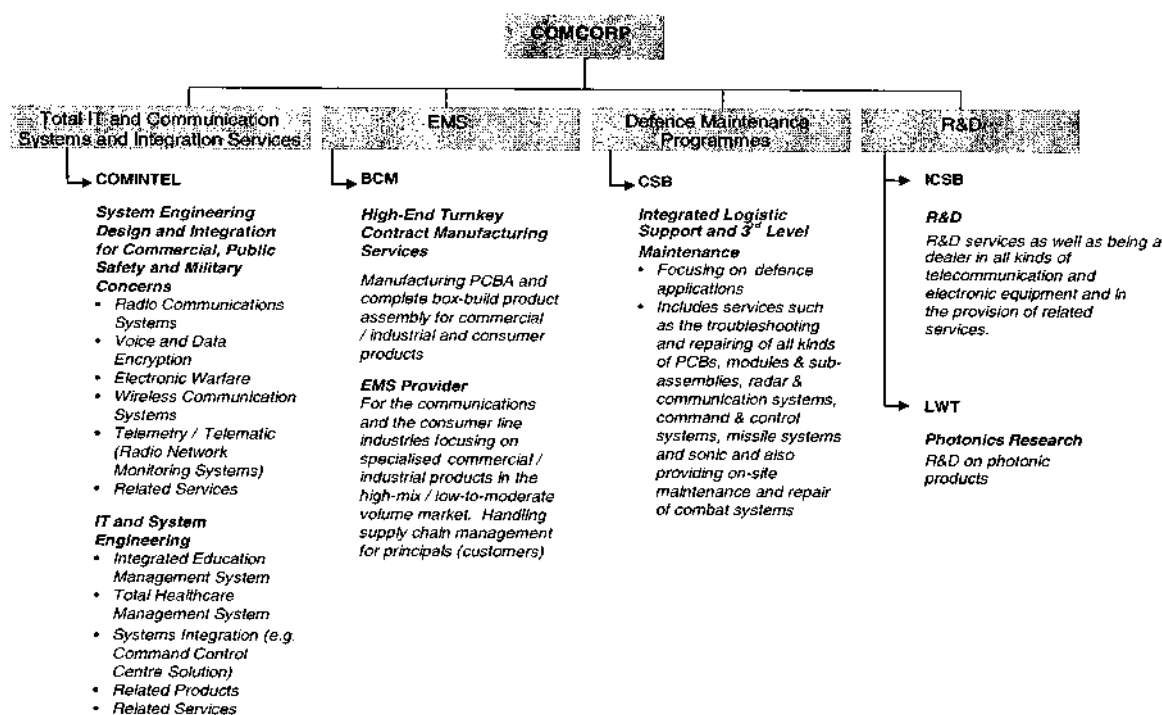 COMCORP
Total IT and Communication
Systems and Integration Services
COMINTEL
System Engineering
Design and Integration
for Commercial, Public
Safety and Military
Concerns
• Radio Communications
Systems
• Voice and Data
Encryption
• Electronic Warfare
• Wireless Communication
Systems
• Telemetry / Telematic
(Radio Network
Monitoring Systems)
• Related Services
IT and System
Engineering
• Integrated Education
Management System
• Total Healthcare
Management System
• Systems Integration (e.g.
Command Control
Centre Solution)
• Related Products
• Related Services
EMS
BCM
High-End Turnkey
Contract Manufacturing
Services
Manufacturing PCBA and
complete box-build product
assembly for commercial
/ industrial and consumer
products
EMS Provider
For the communications
and the consumer line
industries focusing on
specialised commercial /
industrial products in the
high-mix / low-to-moderate
volume market. Handling
supply chain management
for principals (customers)
Defence Maintenance
Programmes
CSB
Integrated Logistic
Support and 3rd Level
Maintenance
• Focusing on defence
applications
• Includes services such
as the troubleshooting
and repairing of all kinds
of PCBs, modules & sub-
assemblies, radar &
communication systems,
command & control
systems, missile systems
and sonic and also
providing on-site
maintenance and repair
of combat systems
R&D
ICSB
R&D
R&D services as well as being a
dealer in all kinds of
telecommunication and
electronic equipment and in
the provision of related
services.
LWT
Photonics Research
R&D on photonic
products